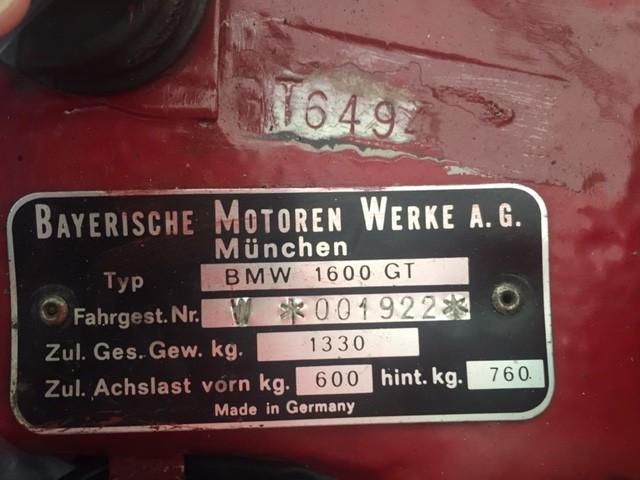 T6494
BAYERISCHE MOTOREN WERKE A.G.
München
Typ BMW 1600 GT
Fahrgest. Nr. W *001922*
Zul. Ges. Gew. kg. 1330
Zul. Achslast vorn kg. 600 hint. kg. 760.
Made in Germany